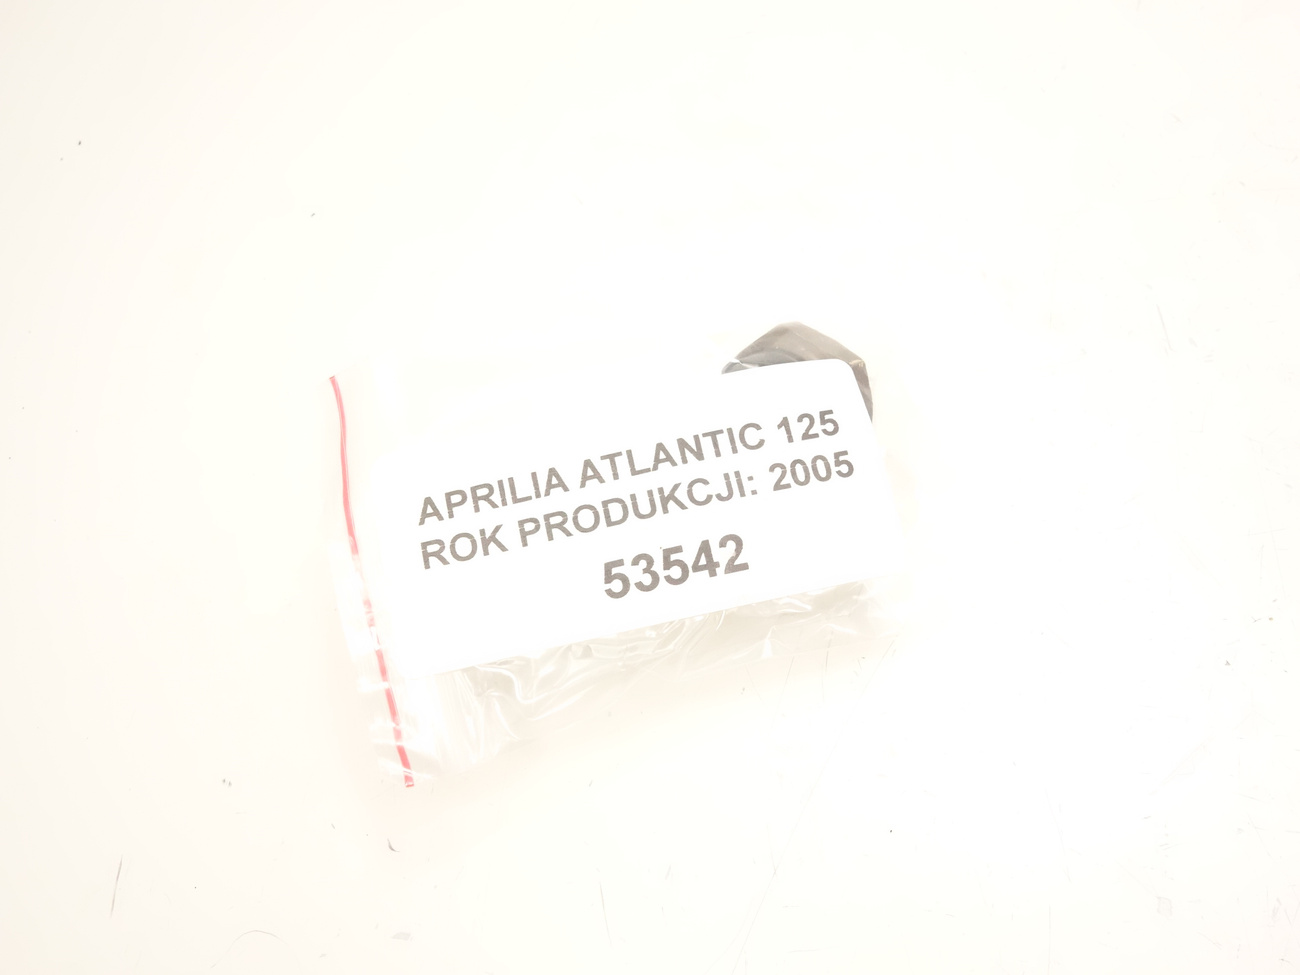 APRILIA ATLANTIC 125
ROK PRODUKCJI: 2005
53542